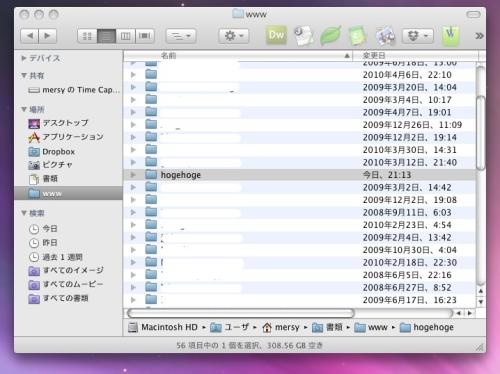 www
名前
変更日
▶ デバイス
▼ 共有
mersy の Time Cap...
▼ 場所
デスクトップ
アプリケーション
Dropbox
ピクチャ
書類
www
▼ 検索
今日
昨日
過去 1 週間
すべてのイメージ
すべてのムービー
すべての書類
2009年6月18日、13:00
2010年4月6日、22:10
2009年3月20日、14:04
2009年3月4日、10:17
2009年4月7日、19:01
2009年12月26日、11:09
2009年12月2日、19:14
2010年3月30日、14:31
2010年3月12日、21:40
hogehoge 今日、21:13
2009年3月2日、14:42
2009年12月2日、19:08
2008年9月11日、6:03
2010年2月23日、4:54
2009年2月4日、13:42
2009年10月30日、4:04
2010年2月18日、22:30
2008年6月5日、22:16
2008年6月27日、8:52
2009年6月17日、16:23
Macintosh HD ▸ ユーザ ▸ mersy ▸ 書類 ▸ www ▸ hogehoge
56 項目中の 1 個を選択、308.56 GB 空き